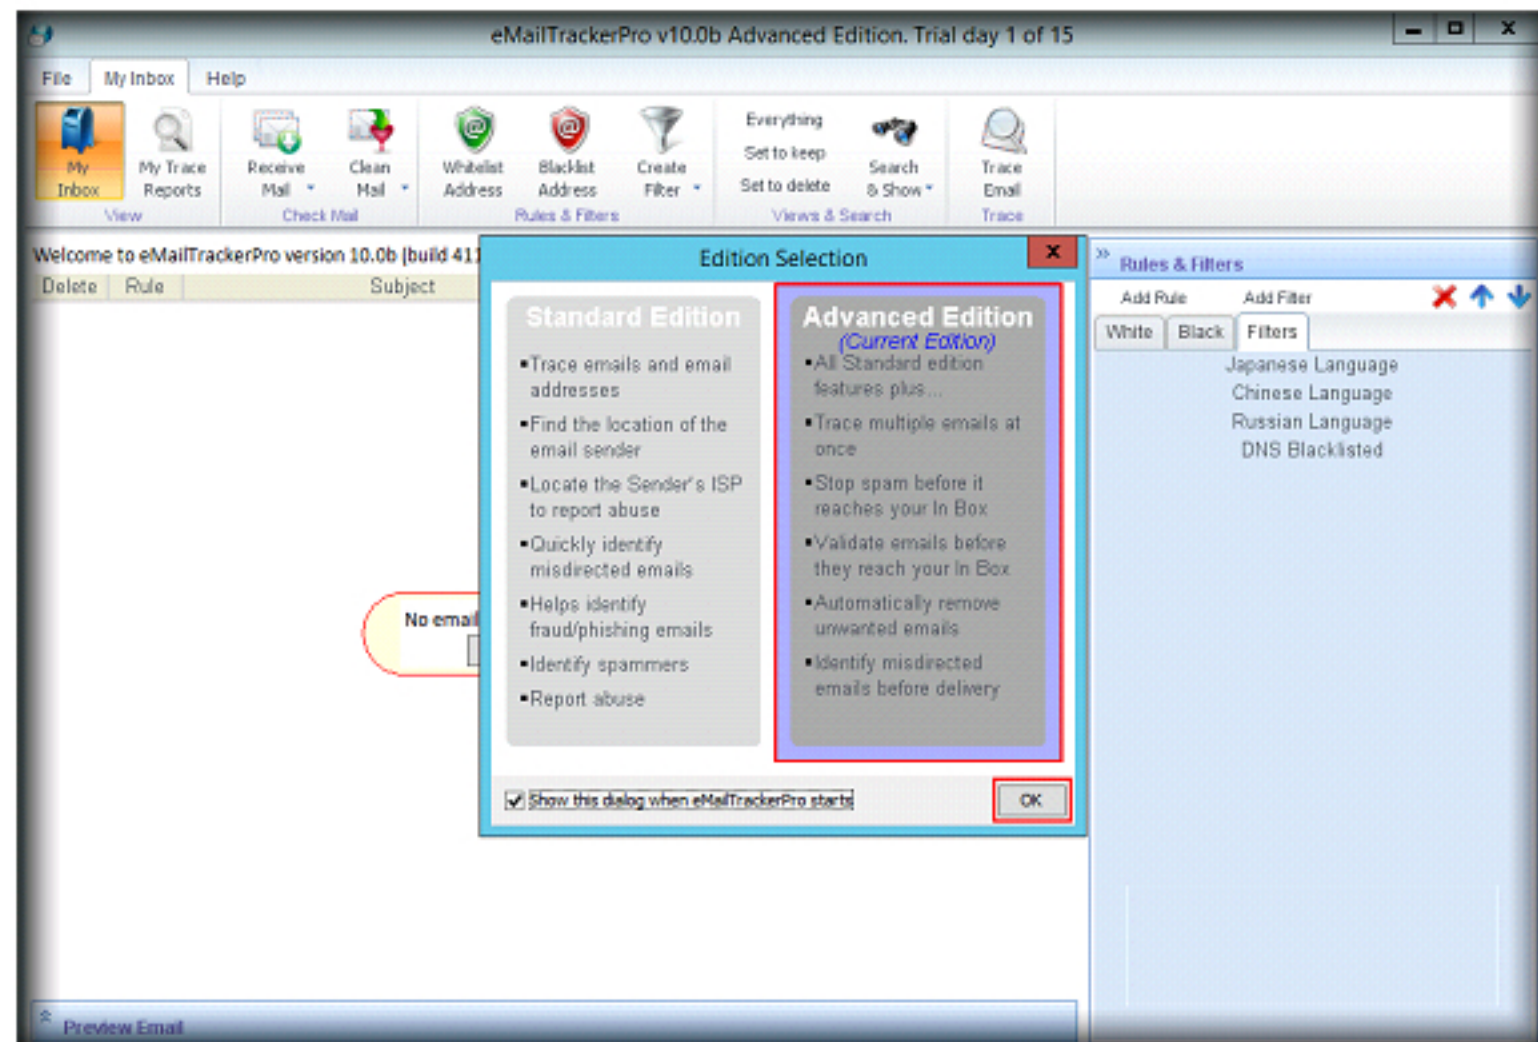 eMailTrackerPro v10.0b Advanced Edition. Trial day 1 of 15
File
My Inbox
Help
My
Inbox
My Trace
Reports
View
Receive
Mail
Clean
Mail
Check Mail
Whitelist
Address
Blacklist
Address
Create
Filter
Rules & Filters
Everything
Set to keep
Set to delete
Search
& Show
Views & Search
Trace
Email
Trace
Welcome to eMailTrackerPro version 10.0b (build 411
Delete
Rule
Subject
No email
Edition Selection
Standard Edition
▪Trace emails and email
addresses
▪Find the location of the
email sender
▪Locate the Sender's ISP
to report abuse
▪Quickly identify
misdirected emails
▪Helps identify
fraud/phishing emails
▪Identify spammers
▪Report abuse
Advanced Edition
(Current Edition)
▪All Standard edition
features plus...
▪Trace multiple emails at
once
▪Stop spam before it
reaches your In Box
▪Validate emails before
they reach your In Box
▪Automatically remove
unwanted emails
▪Identify misdirected
emails before delivery
Show this dialog when eMailTrackerPro starts
OK
Rules & Filters
Add Rule
Add Filter
White
Black
Filters
Japanese Language
Chinese Language
Russian Language
DNS Blacklisted
Preview Email